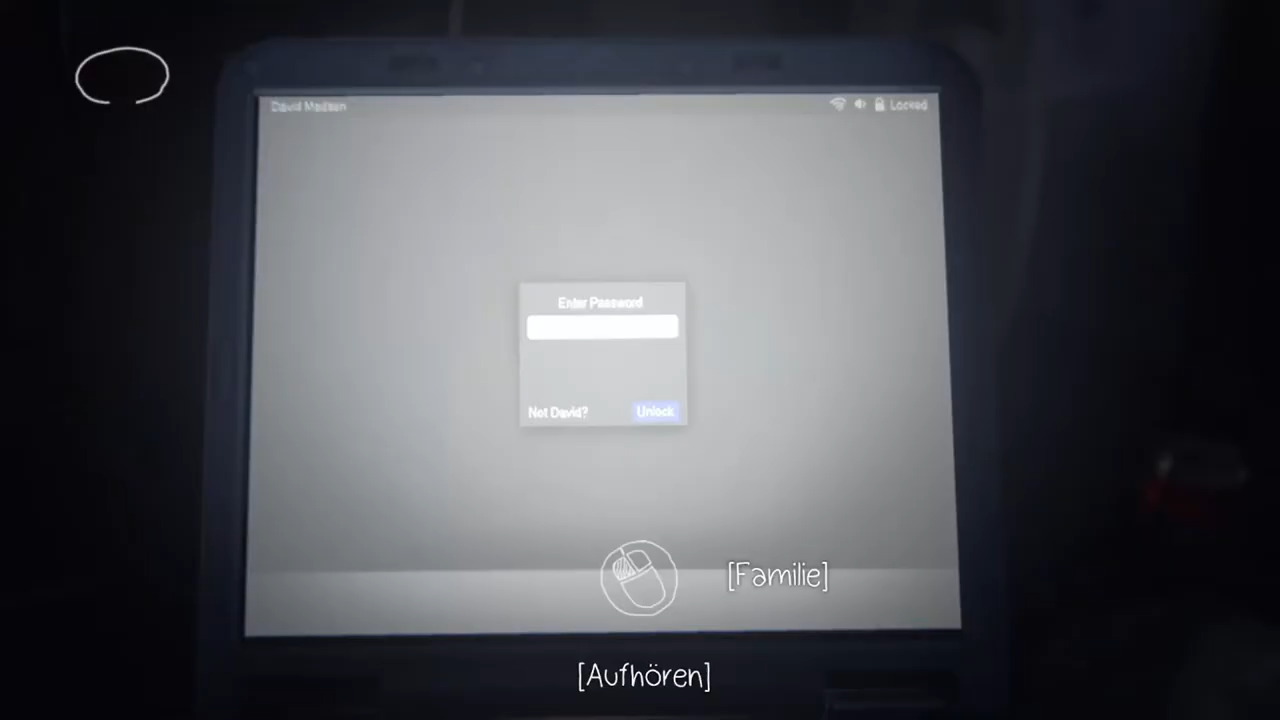 David Madsen
Locked
Enter Password
Not David?
Unlock
[Familie]
[Aufhören]